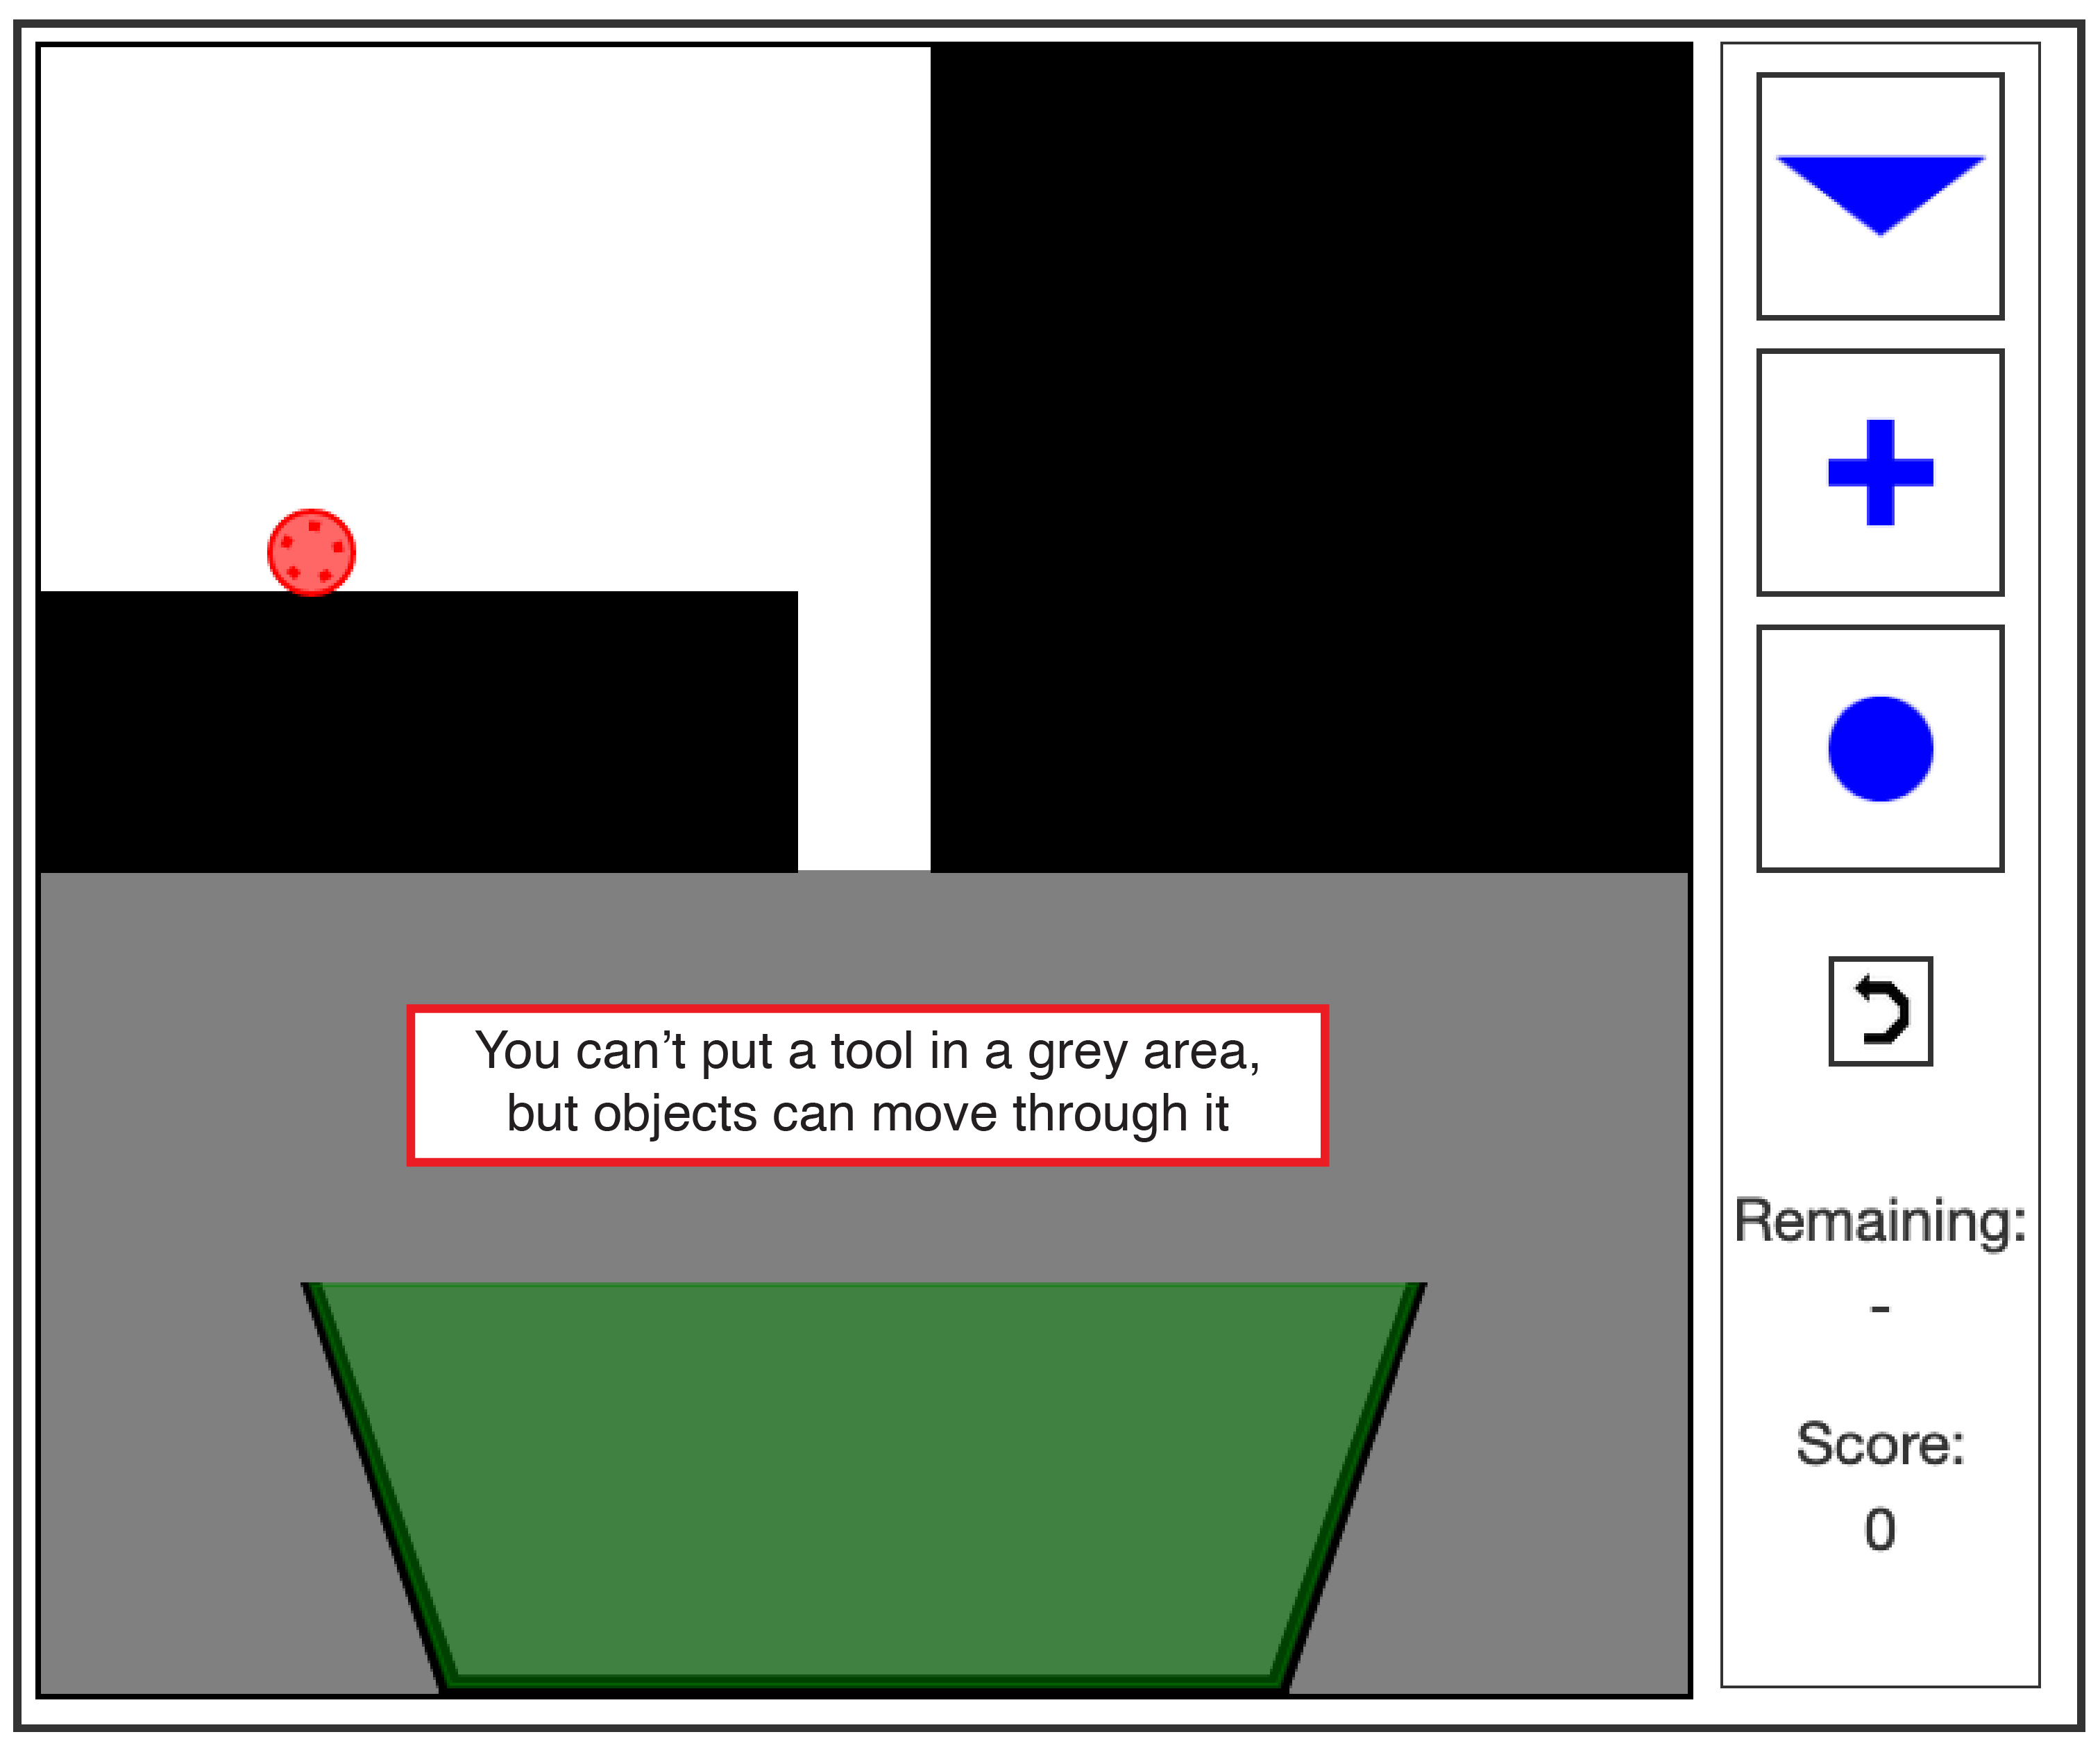 You can’t put a tool in a grey area,
but objects can move through it
Remaining:
-
Score:
0